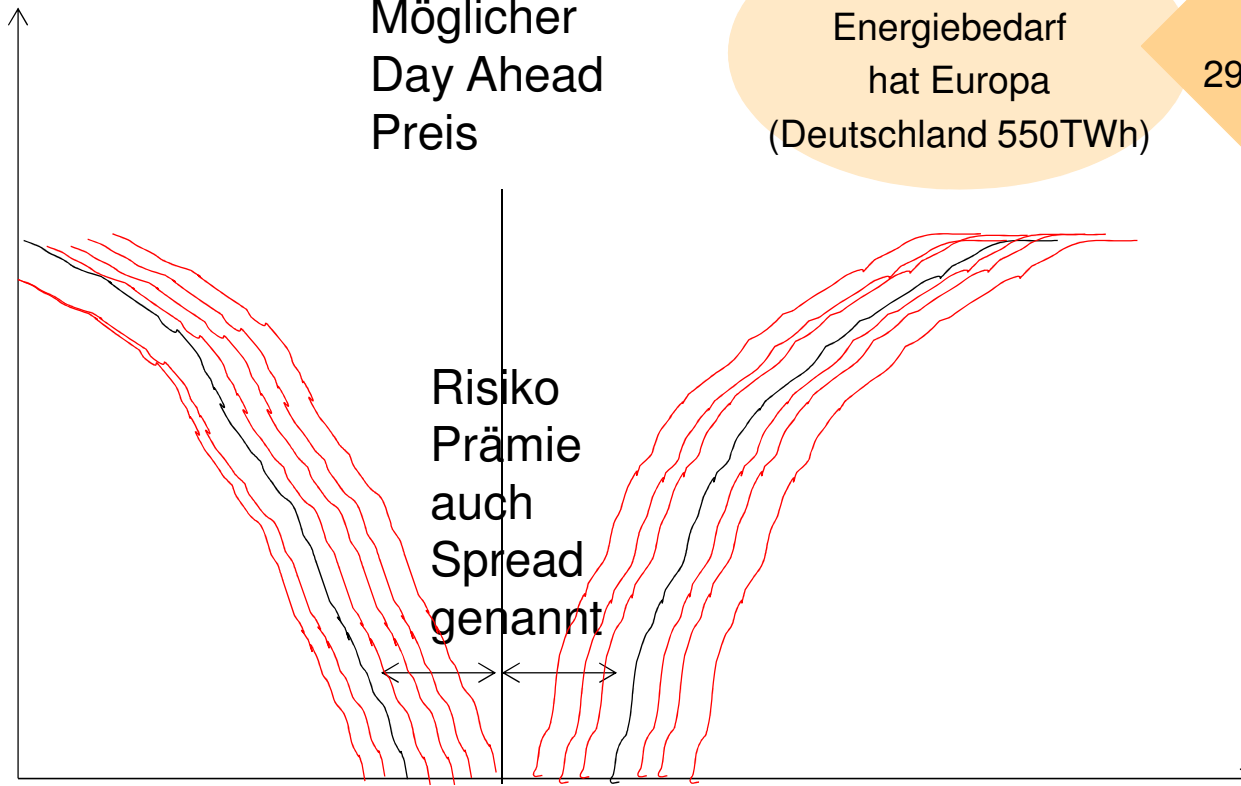 Möglicher
Day Ahead
Preis
Energiebedarf
hat Europa
(Deutschland 550TWh)
29
Risiko
Prämie
auch
Spread
genannt